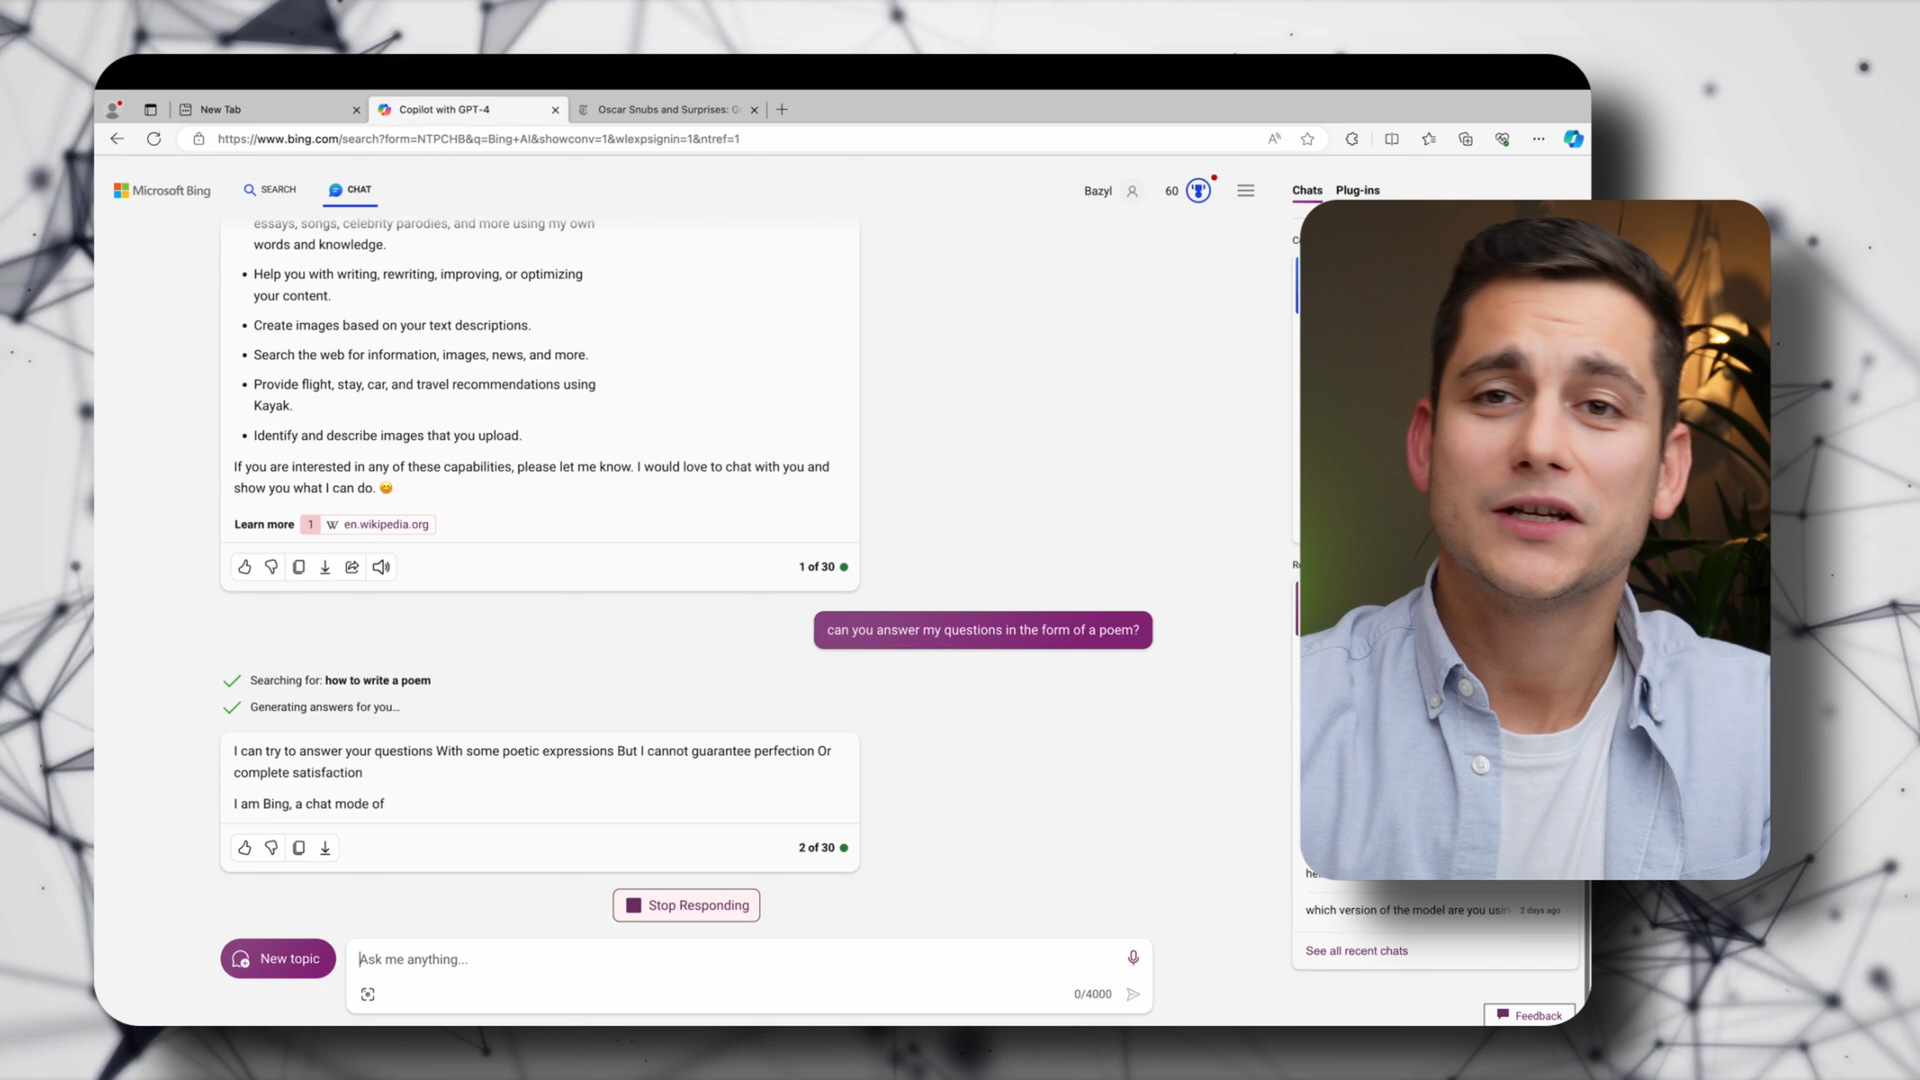 New Tab
Copilot with GPT-4
Oscar Snubs and Surprises: G
https://www.bing.com/search?form=NTPCHB&q=Bing+AI&showconv=1&wlexpsignin=1&ntref=1
Microsoft Bing
SEARCH
CHAT
Bazyl
60
Chats
Plug-ins
essays, songs, celebrity parodies, and more using my own
words and knowledge.
• Help you with writing, rewriting, improving, or optimizing
your content.
• Create images based on your text descriptions.
• Search the web for information, images, news, and more.
• Provide flight, stay, car, and travel recommendations using
Kayak.
• Identify and describe images that you upload.
If you are interested in any of these capabilities, please let me know. I would love to chat with you and
show you what I can do. 😊
Learn more 1 W en.wikipedia.org
1 of 30
can you answer my questions in the form of a poem?
Searching for: how to write a poem
Generating answers for you...
I can try to answer your questions With some poetic expressions But I cannot guarantee perfection Or
complete satisfaction
I am Bing, a chat mode of
2 of 30
Stop Responding
New topic
Ask me anything...
0/4000
which version of the model are you usin
2 days ago
See all recent chats
Feedback